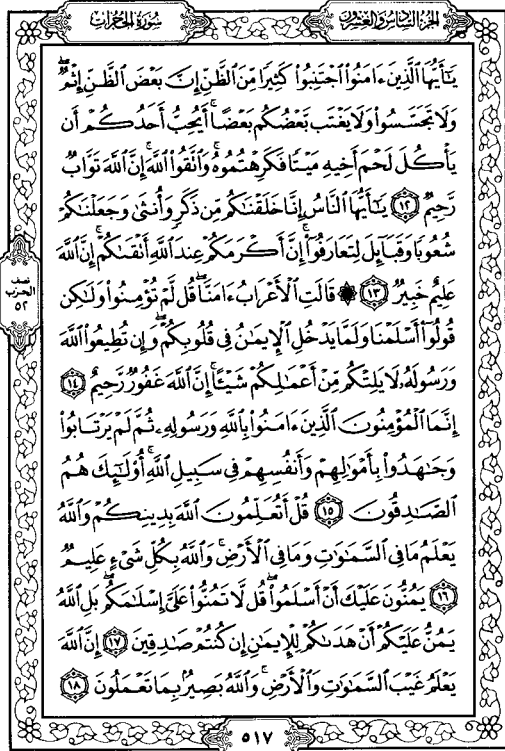 الجزء السادس والعشرون
سورة الحجرات
يَٰٓأَيُّهَا ٱلَّذِينَ ءَامَنُوا۟ ٱجْتَنِبُوا۟ كَثِيرًا مِّنَ ٱلظَّنِّ إِنَّ بَعْضَ ٱلظَّنِّ إِثْمٌ ۖ
وَلَا تَجَسَّسُوا۟ وَلَا يَغْتَب بَّعْضُكُم بَعْضًا ۚ أَيُحِبُّ أَحَدُكُمْ أَن
يَأْكُلَ لَحْمَ أَخِيهِ مَيْتًا فَكَرِهْتُمُوهُ ۚ وَٱتَّقُوا۟ ٱللَّهَ ۚ إِنَّ ٱللَّهَ تَوَّابٌ
رَّحِيمٌ ١٢ يَٰٓأَيُّهَا ٱلنَّاسُ إِنَّا خَلَقْنَٰكُم مِّن ذَكَرٍ وَأُنثَىٰ وَجَعَلْنَٰكُمْ
شُعُوبًا وَقَبَآئِلَ لِتَعَارَفُوٓا۟ ۚ إِنَّ أَكْرَمَكُمْ عِندَ ٱللَّهِ أَتْقَىٰكُمْ ۚ إِنَّ ٱللَّهَ
عَلِيمٌ خَبِيرٌ ١٣ ۞ قَالَتِ ٱلْأَعْرَابُ ءَامَنَّا ۖ قُل لَّمْ تُؤْمِنُوا۟ وَلَٰكِن
قُولُوٓا۟ أَسْلَمْنَا وَلَمَّا يَدْخُلِ ٱلْإِيمَٰنُ فِى قُلُوبِكُمْ ۖ وَإِن تُطِيعُوا۟ ٱللَّهَ
وَرَسُولَهُۥ لَا يَلِتْكُم مِّنْ أَعْمَٰلِكُمْ شَيْـًٔا ۚ إِنَّ ٱللَّهَ غَفُورٌ رَّحِيمٌ ١٤
إِنَّمَا ٱلْمُؤْمِنُونَ ٱلَّذِينَ ءَامَنُوا۟ بِٱللَّهِ وَرَسُولِهِۦ ثُمَّ لَمْ يَرْتَابُوا۟
وَجَٰهَدُوا۟ بِأَمْوَٰلِهِمْ وَأَنفُسِهِمْ فِى سَبِيلِ ٱللَّهِ ۚ أُو۟لَٰٓئِكَ هُمُ
ٱلصَّٰدِقُونَ ١٥ قُلْ أَتُعَلِّمُونَ ٱللَّهَ بِدِينِكُمْ وَٱللَّهُ
يَعْلَمُ مَا فِى ٱلسَّمَٰوَٰتِ وَمَا فِى ٱلْأَرْضِ ۚ وَٱللَّهُ بِكُلِّ شَىْءٍ عَلِيمٌ
١٦ يَمُنُّونَ عَلَيْكَ أَنْ أَسْلَمُوا۟ ۖ قُل لَّا تَمُنُّوا۟ عَلَىَّ إِسْلَٰمَكُم ۖ بَلِ ٱللَّهُ
يَمُنُّ عَلَيْكُمْ أَنْ هَدَىٰكُمْ لِلْإِيمَٰنِ إِن كُنتُمْ صَٰدِقِينَ ١٧ إِنَّ ٱللَّهَ
يَعْلَمُ غَيْبَ ٱلسَّمَٰوَٰتِ وَٱلْأَرْضِ ۚ وَٱللَّهُ بَصِيرٌۢ بِمَا تَعْمَلُونَ ١٨
نصف
الحزب
٥٢
٥١٧